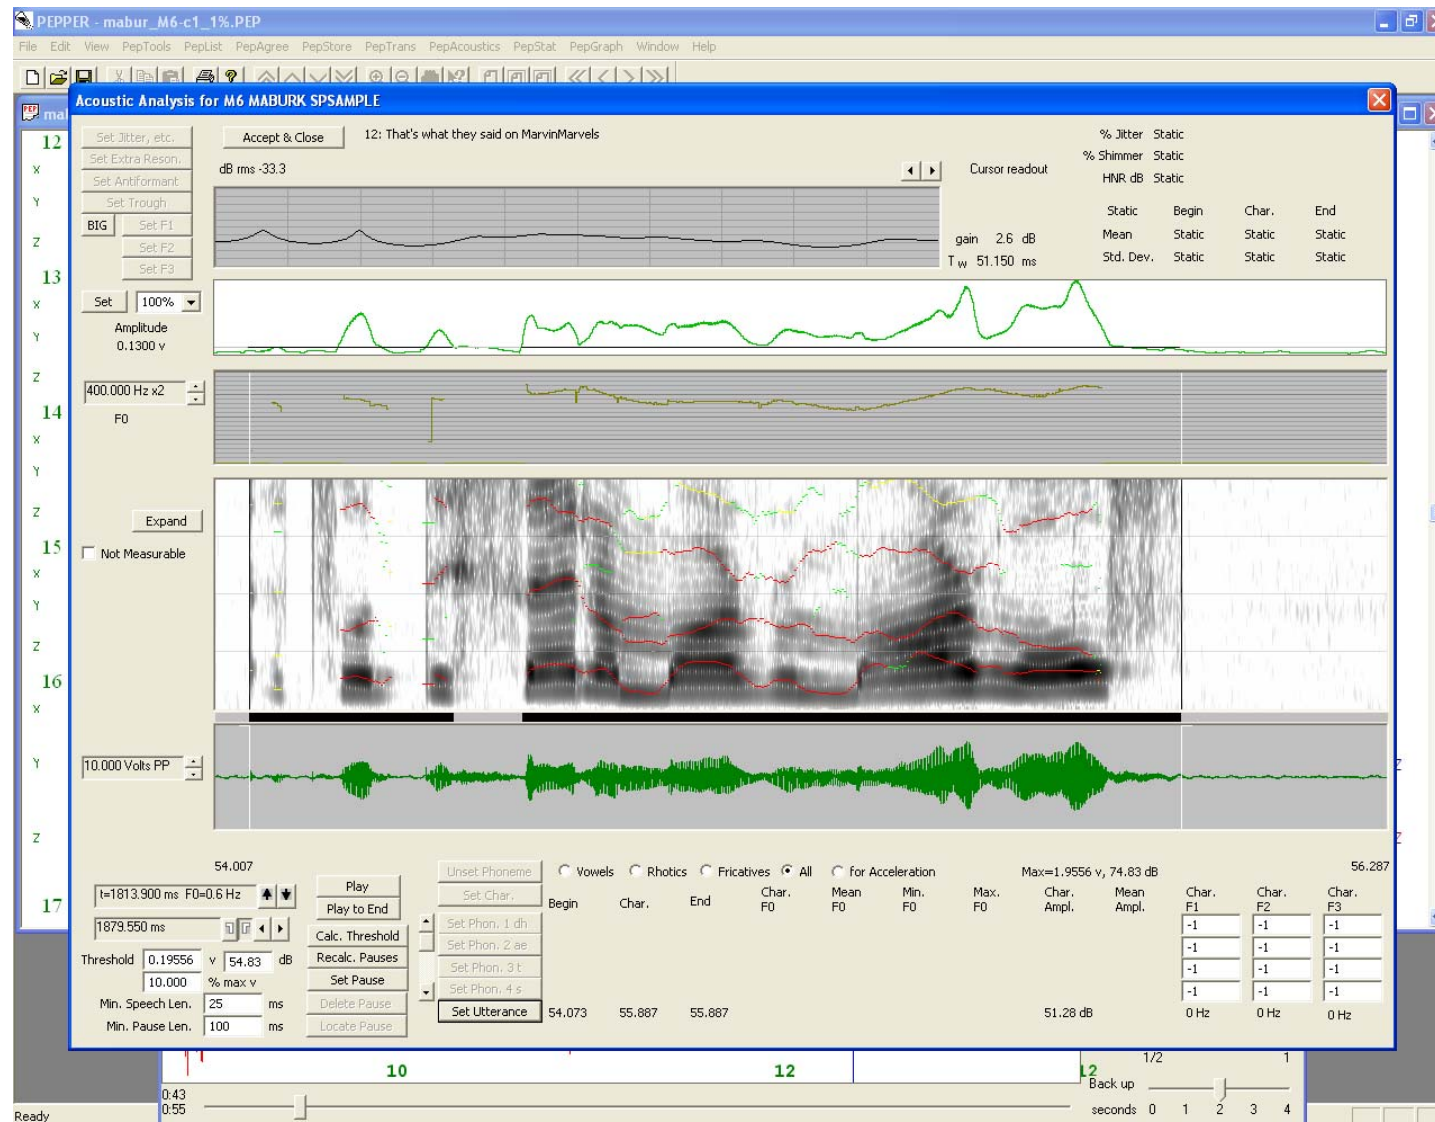 PEPPER - mabur_M6-c1_1%.PEP
File Edit View PepTools PepList PepAgree PepStore PepTrans PepAcoustics PepStat PepGraph Window Help
Acoustic Analysis for M6 MABURK SPSAMPLE
12
X
Y
Z
13
X
Y
Z
14
X
Y
Z
15
X
Y
Z
16
X
Y
Z
17
Set Jitter, etc.
Accept & Close
12: That's what they said on MarvinMarvels
% Jitter Static
Set Extra Reson.
% Shimmer Static
Set Antiformant
dB rms -33.3
Cursor readout
HNR dB Static
Set Trough
BIG
Set F1
Static Begin Char. End
Set F2
gain 2.6 dB
Mean Static Static Static
Set F3
T w 51.150 ms
Std. Dev. Static Static Static
Set 100%
Amplitude
0.1300 v
400.000 Hz x2
F0
Expand
Not Measurable
10.000 Volts PP
54.007
56.287
t=1813.900 ms F0=0.6 Hz
1879.550 ms
Threshold 0.19556 v 54.83 dB
10.000 % max v
Min. Speech Len. 25 ms
Min. Pause Len. 100 ms
Play
Play to End
Calc. Threshold
Recalc. Pauses
Set Pause
Delete Pause
Locate Pause
Unset Phoneme
Vowels Rhotics Fricatives All for Acceleration
Max=1.9556 v, 74.83 dB
Set Char.
Begin Char. End Char. F0 Mean F0 Min. F0 Max. F0 Char. Ampl. Mean Ampl. Char. F1 Char. F2 Char. F3
Set Phon. 1 dh
-1 -1 -1
Set Phon. 2 ae
-1 -1 -1
Set Phon. 3 t
-1 -1 -1
Set Phon. 4 s
-1 -1 -1
Set Utterance 54.073 55.887 55.887 51.28 dB 0 Hz 0 Hz 0 Hz
10 12 12
1/2 1
Back up
0:43
0:55
seconds 0 1 2 3 4
Ready